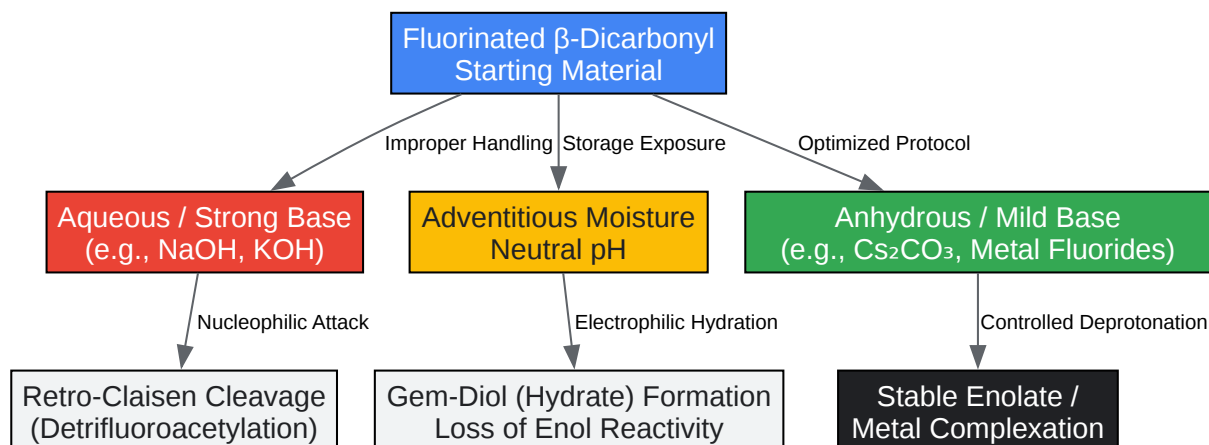 Fluorinated β-Dicarbonyl
Starting Material
Improper Handling
Storage Exposure
Optimized Protocol
Aqueous / Strong Base
(e.g., NaOH, KOH)
Adventitious Moisture
Neutral pH
Anhydrous / Mild Base
(e.g., Cs₂CO₃, Metal Fluorides)
Nucleophilic Attack
Electrophilic Hydration
Controlled Deprotonation
Retro-Claisen Cleavage
(Detrifluoroacetylation)
Gem-Diol (Hydrate) Formation
Loss of Enol Reactivity
Stable Enolate /
Metal Complexation